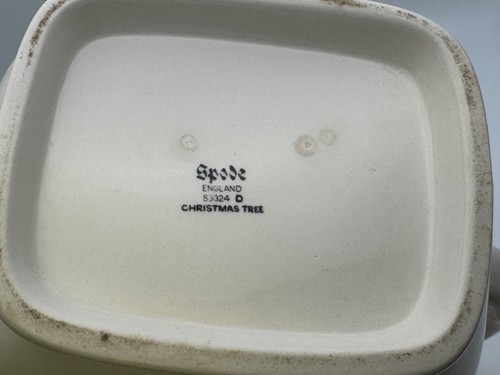 Spode
ENGLAND
S3324 D
CHRISTMAS TREE